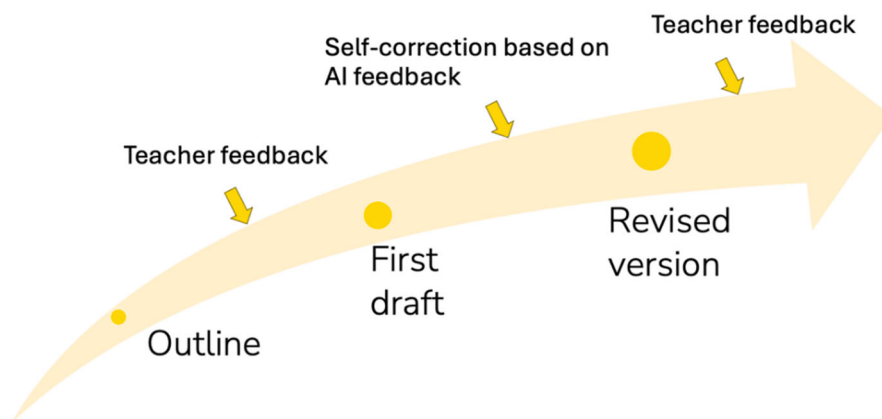 Teacher feedback
Self-correction based on
AI feedback
Teacher feedback
Outline
First
draft
Revised
version